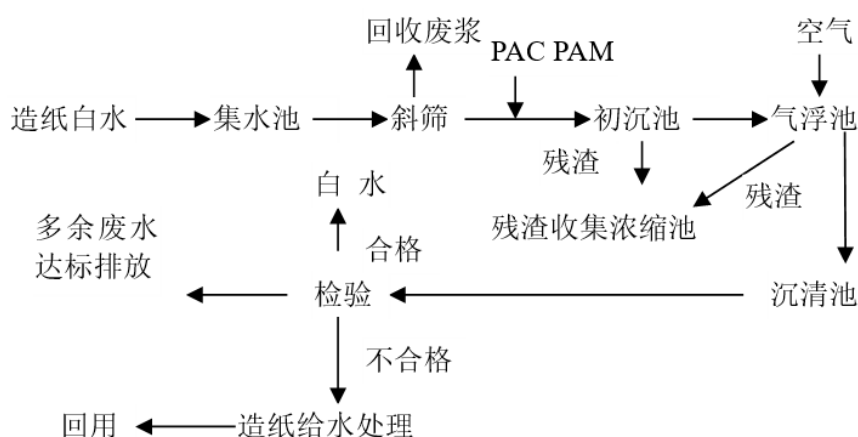 回收废浆
PAC PAM
空气
造纸白水
集水池
斜筛
初沉池
气浮池
残渣
残渣
白 水
残渣收集浓缩池
多余废水
达标排放
合格
检验
沉清池
不合格
回用
造纸给水处理